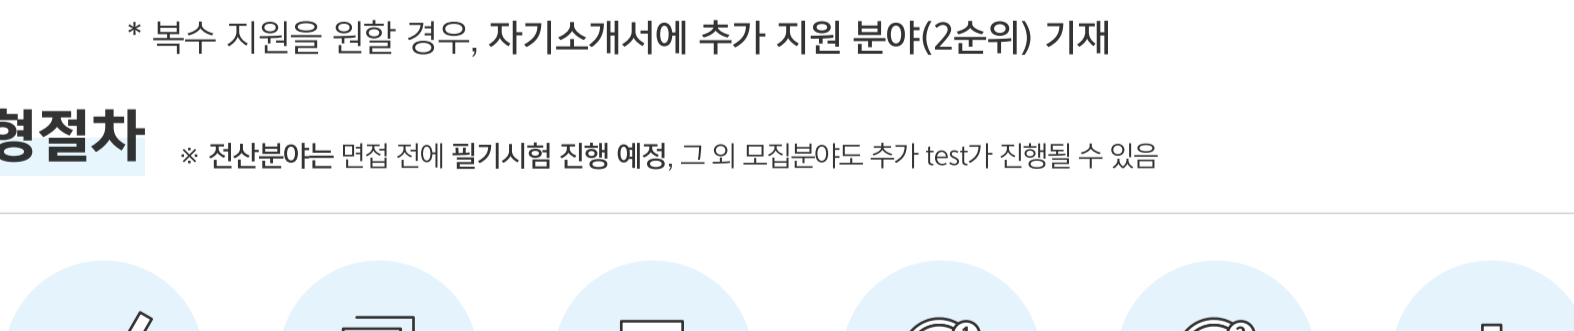 * 복수 지원을 원할 경우, 자기소개서에 추가 지원 분야(2순위) 기재
형절차 ※ 전산분야는 면접 전에 필기시험 진행 예정, 그 외 모집분야도 추가 test가 진행될 수 있음